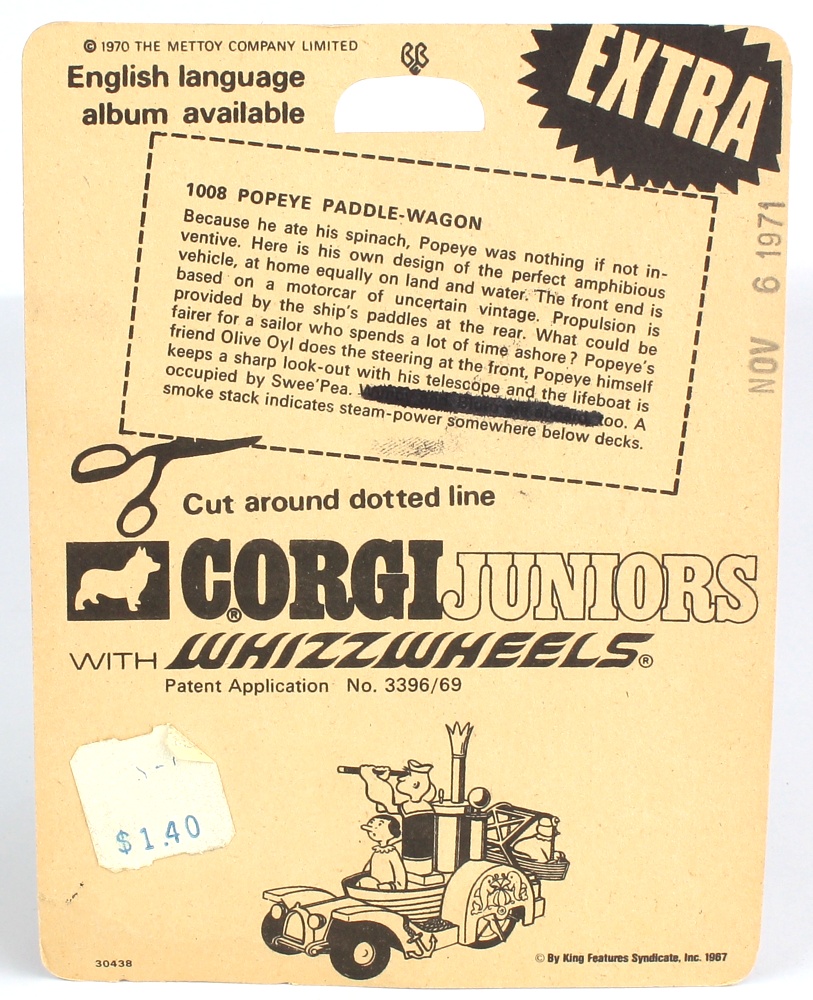 © 1970 THE METTOY COMPANY LIMITED
English language
album available
EXTRA
1008 POPEYE PADDLE-WAGON
Because he ate his spinach, Popeye was nothing if not in-
ventive. Here is his own design of the perfect amphibious
vehicle, at home equally on land and water. The front end is
based on a motorcar of uncertain vintage. Propulsion is
provided by the ship's paddles at the rear. What could be
fairer for a sailor who spends a lot of time ashore? Popeye's
friend Olive Oyl does the steering at the front, Popeye himself
keeps a sharp look-out with his telescope and the lifeboat is
occupied by Swee'Pea. too. A
smoke stack indicates steam-power somewhere below decks.
NOV 6 1971
Cut around dotted line
CORGI JUNIORS
®
WITH WHIZZWHEELS®
Patent Application No. 3396/69
$1.40
30438
© By King Features Syndicate, Inc. 1967